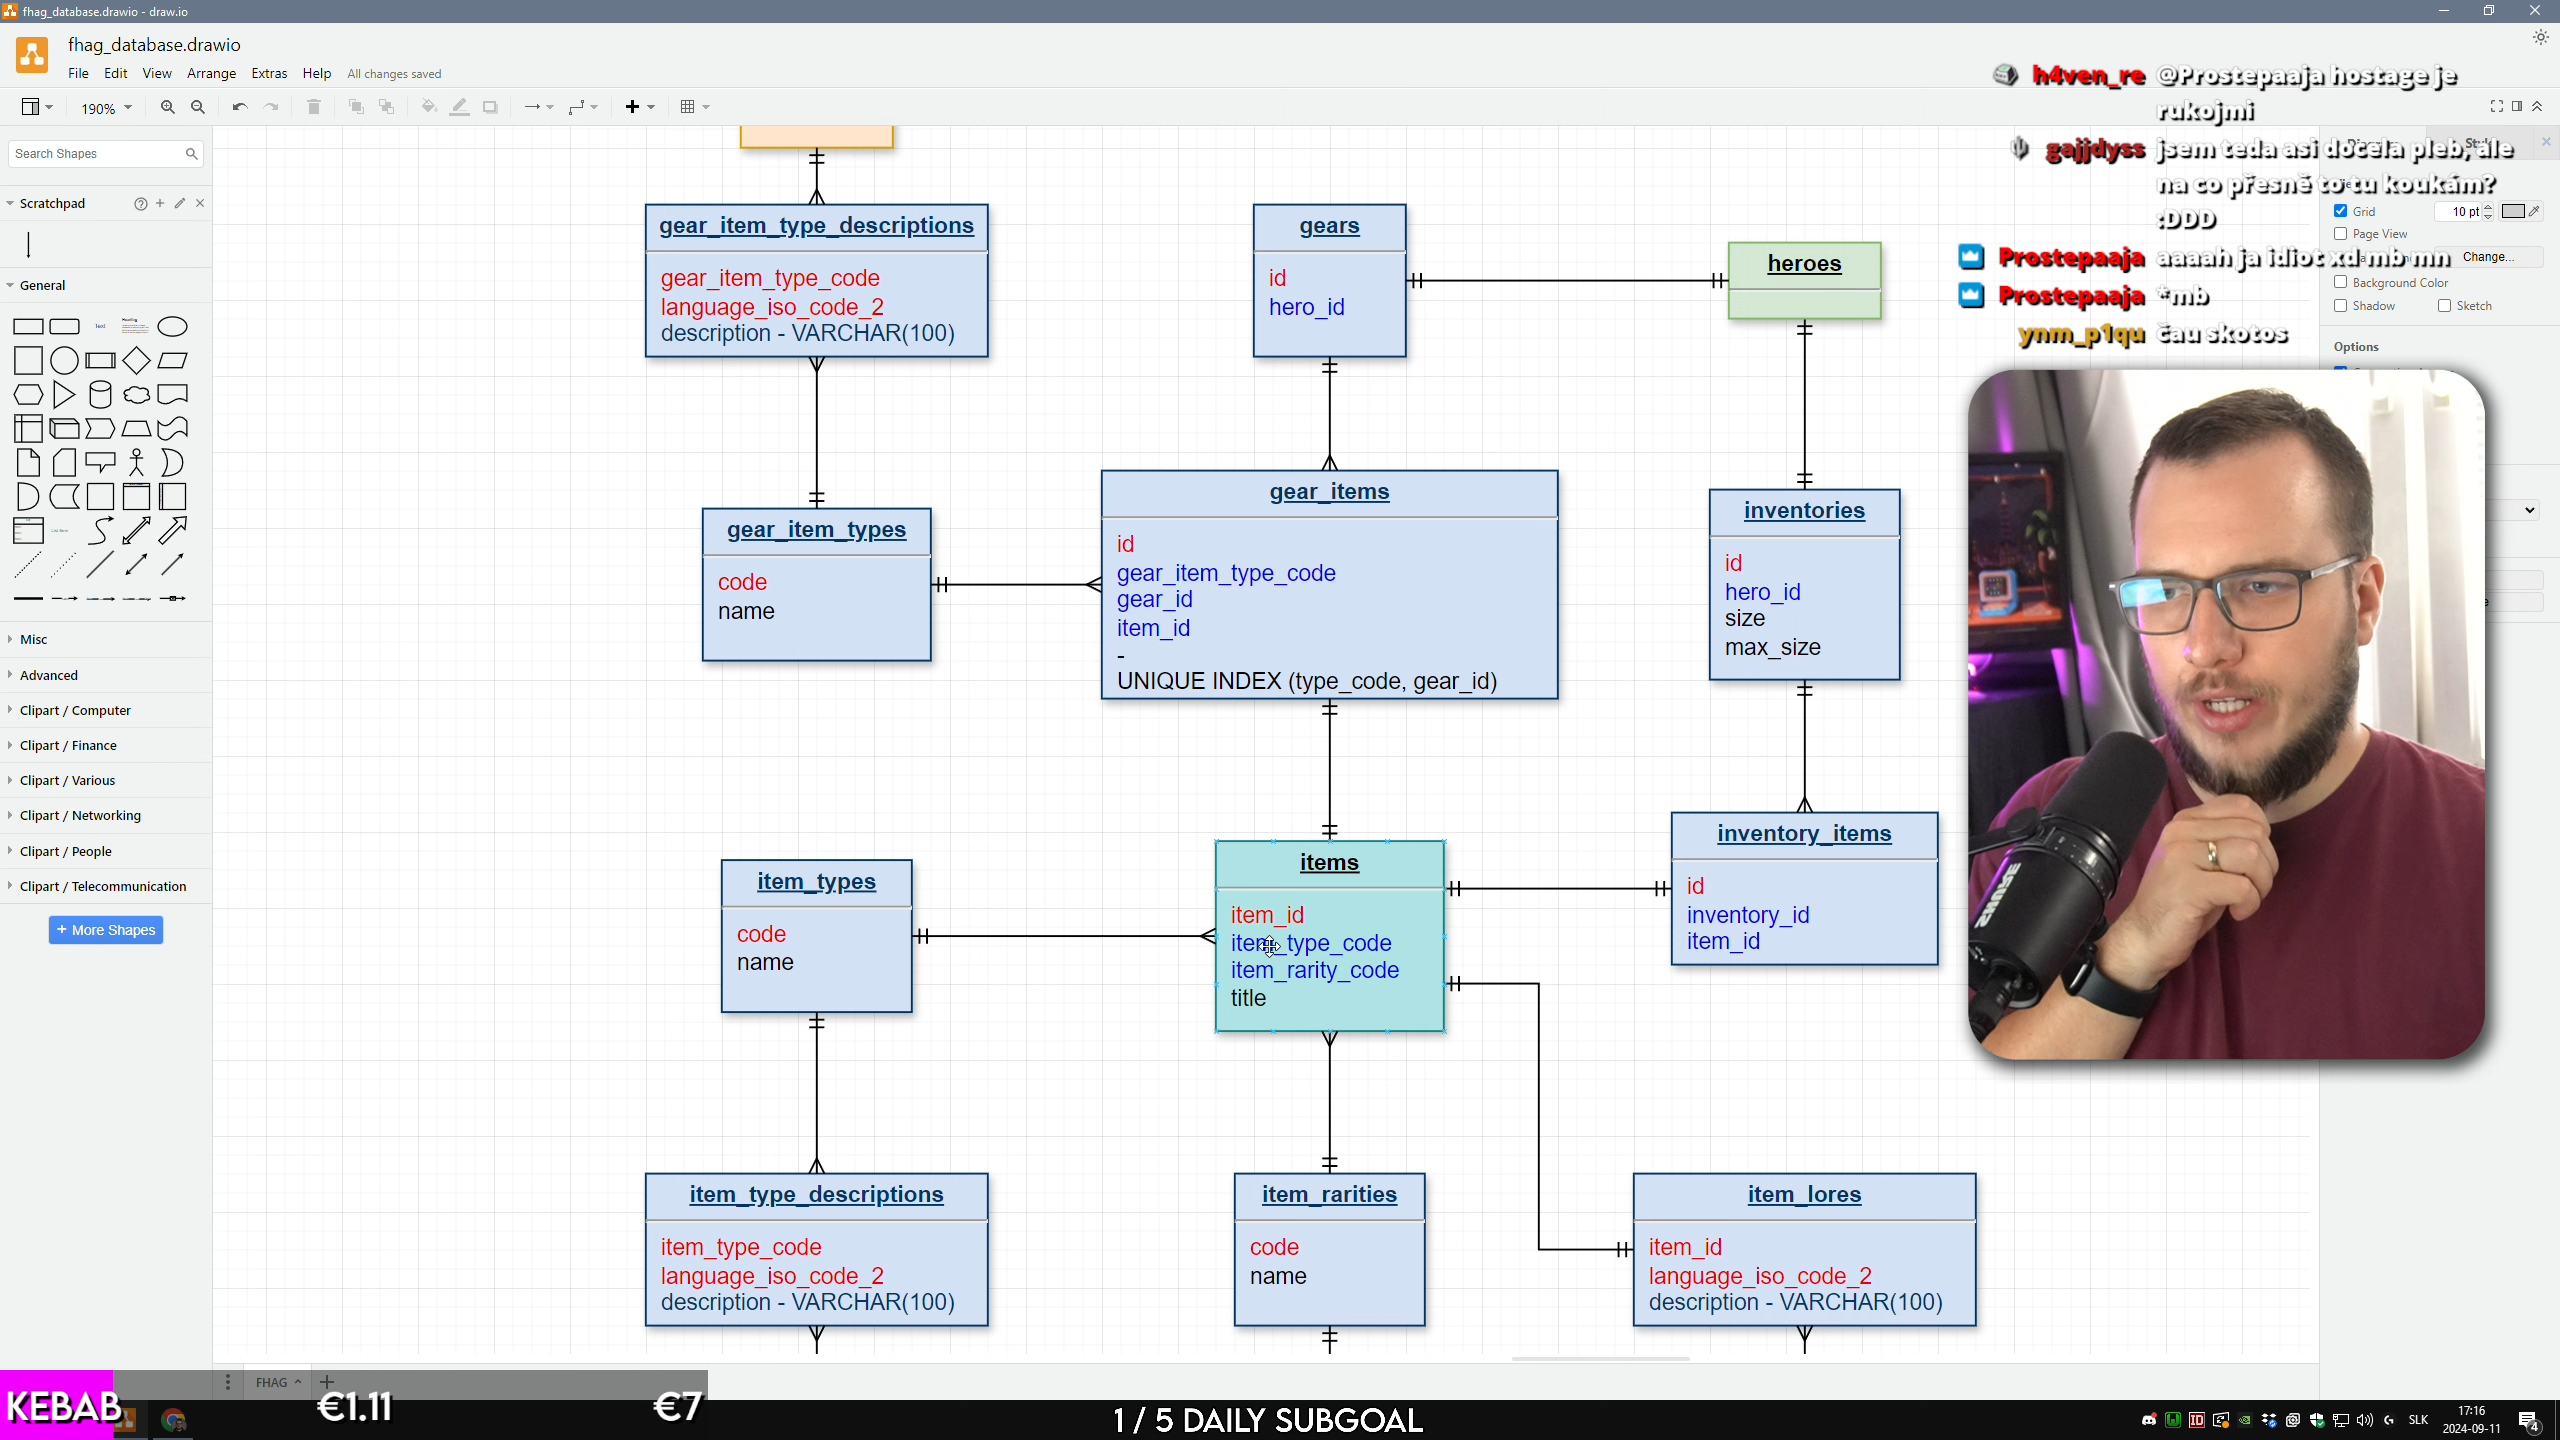 fhag_database.drawio - draw.io
fhag_database.drawio
File Edit View Arrange Extras Help All changes saved
190%
Search Shapes
Scratchpad
General
Text
Heading
Misc
Advanced
Clipart / Computer
Clipart / Finance
Clipart / Various
Clipart / Networking
Clipart / People
Clipart / Telecommunication
+ More Shapes
gear_item_type_descriptions
gear_item_type_code
language_iso_code_2
description - VARCHAR(100)
gears
id
hero_id
heroes
gear_item_types
code
name
gear_items
id
gear_item_type_code
gear_id
item_id
-
UNIQUE INDEX (type_code, gear_id)
inventories
id
hero_id
size
max_size
item_types
code
name
items
item_id
item_type_code
item_rarity_code
title
inventory_items
id
inventory_id
item_id
item_type_descriptions
item_type_code
language_iso_code_2
description - VARCHAR(100)
item_rarities
code
name
item_lores
item_id
language_iso_code_2
description - VARCHAR(100)
h4ven_re @Prostepaaja hostage je
rukojmi
gajjdyss jsem teda asi docela pleb, ale
na co přesně to tu koukám?
:DDD
Prostepaaja aaaah ja idiot xd mb mn
Prostepaaja *mb
ynm_p1qu čau skotos
Grid
10 pt
Page View
Change...
Background Color
Shadow
Sketch
Options
SHURE
FHAG
KEBAB €1.11 €7
1 / 5 DAILY SUBGOAL
SLK
17:16
2024-09-11
4